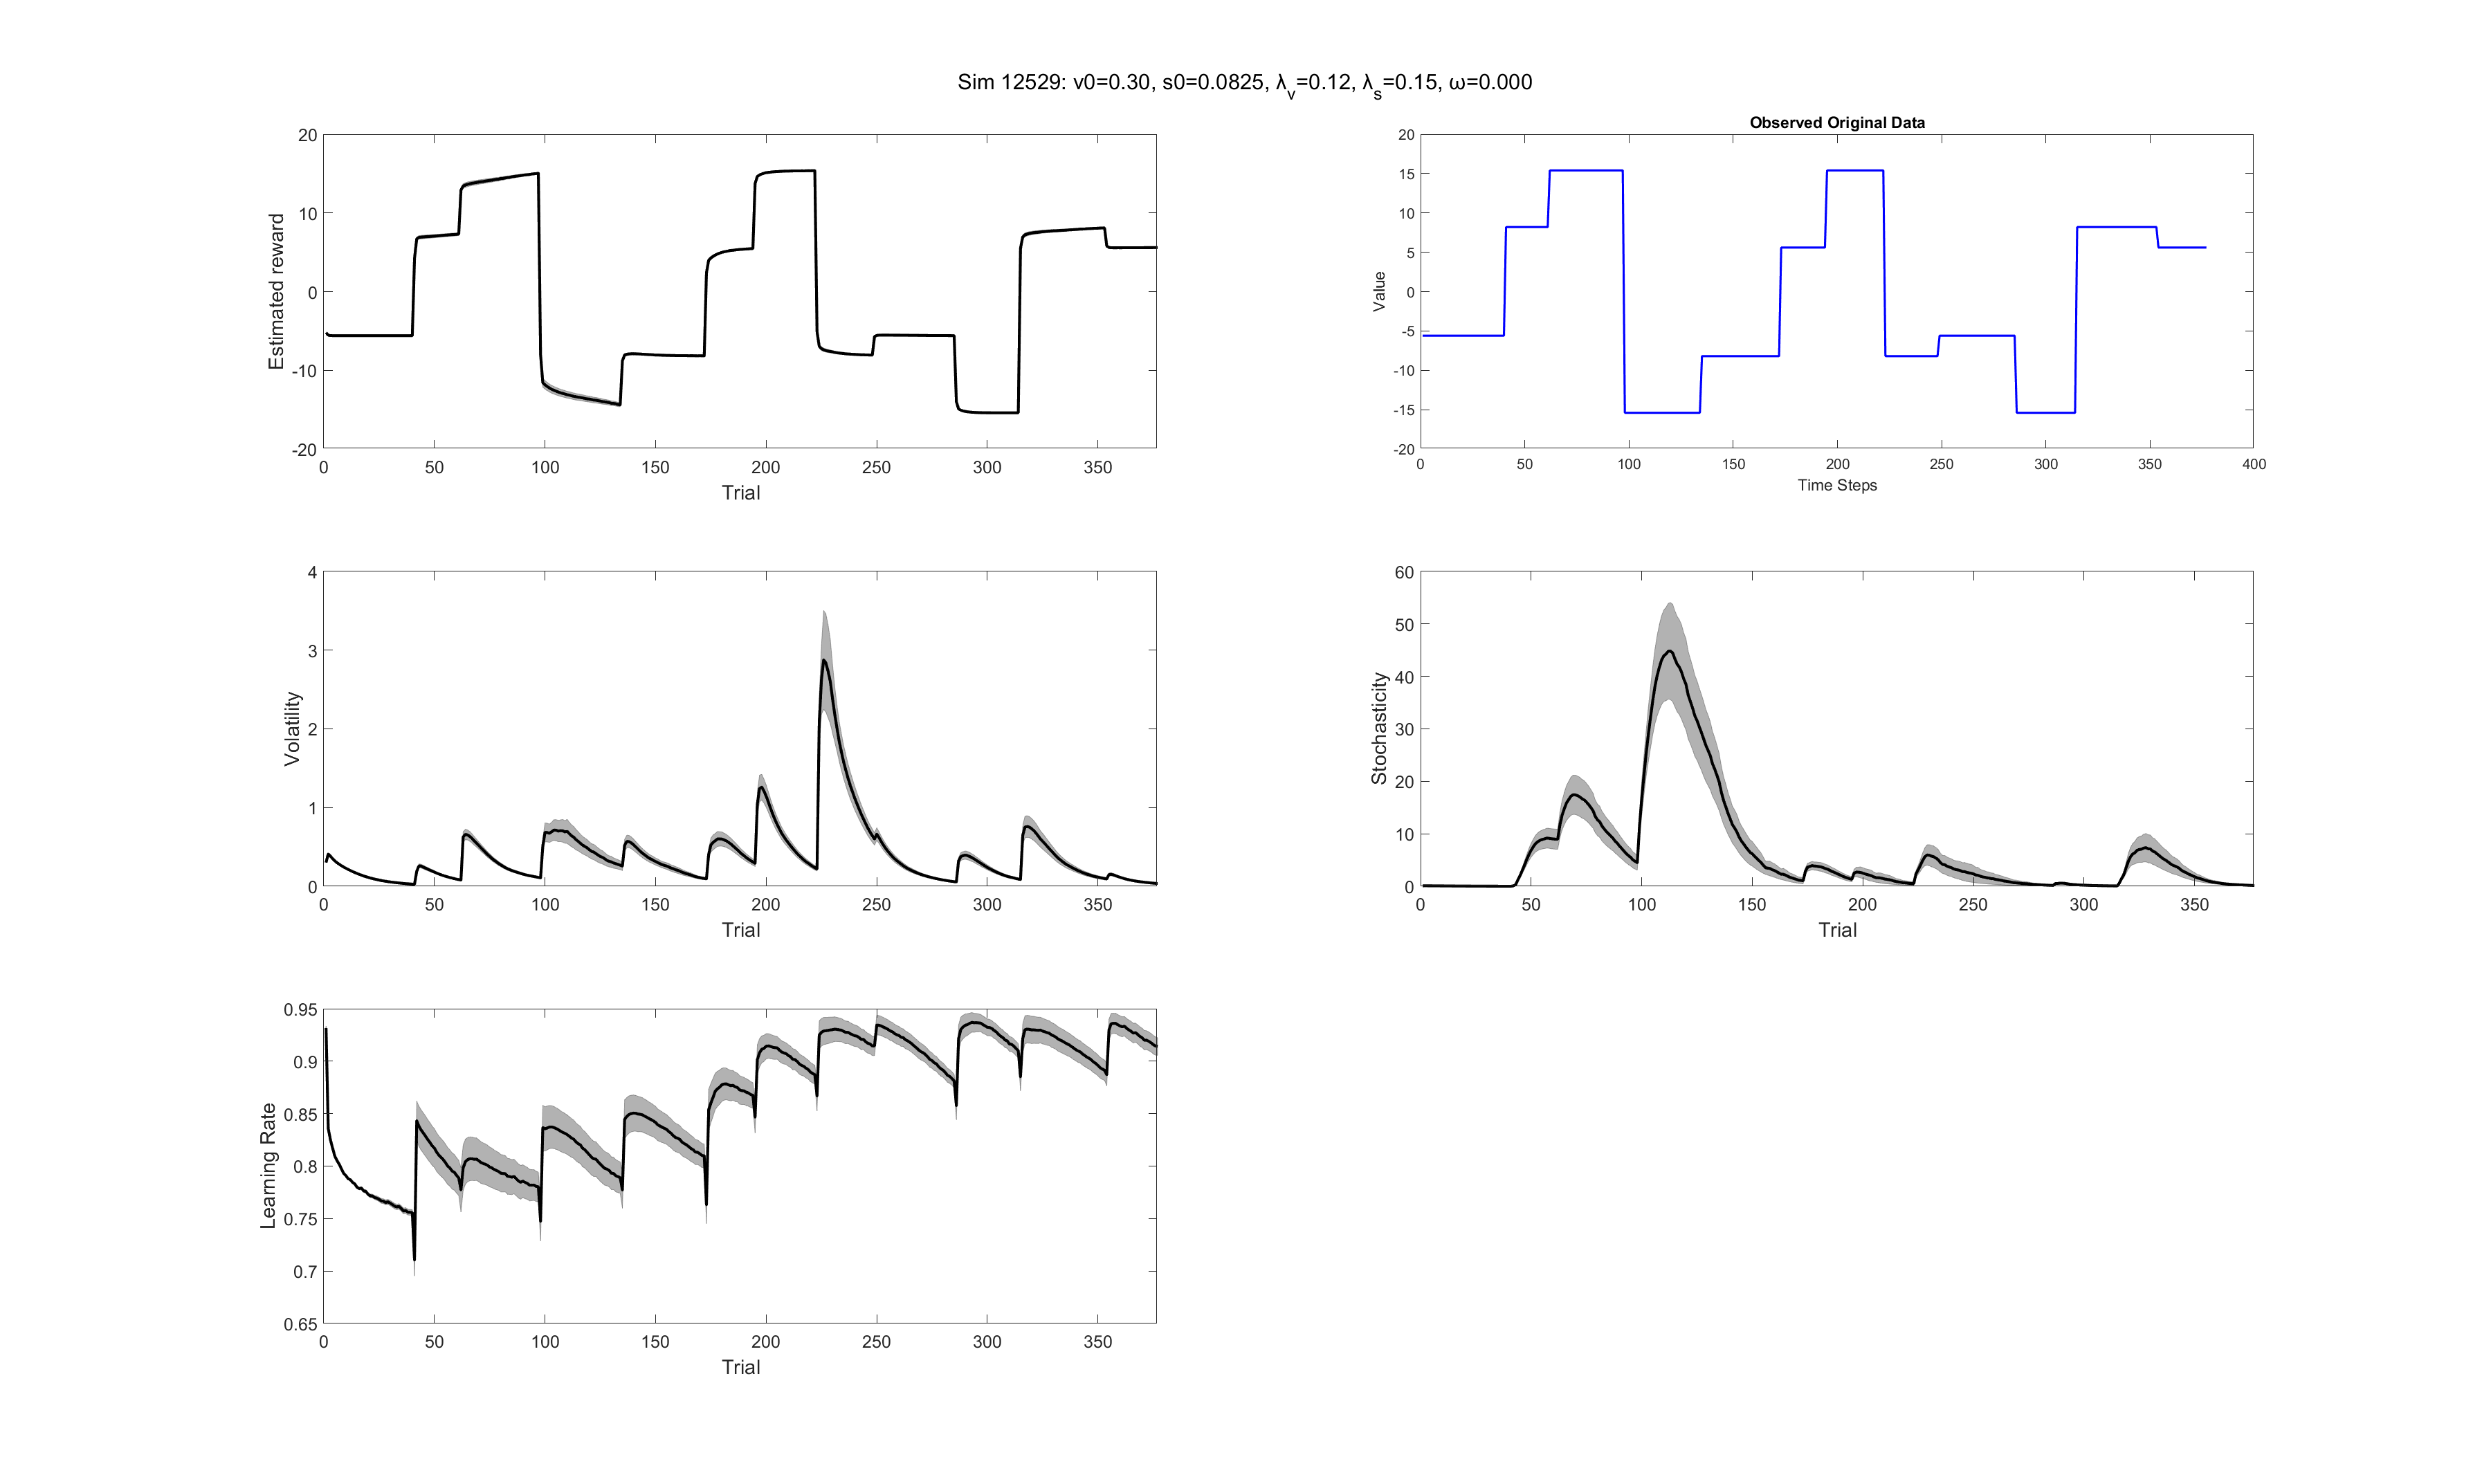 Sim 12529: v0=0.30, s0=0.0825, λv=0.12, λs=0.15, ω=0.000
20
10
0
-10
-20
Estimated reward
0 50 100 150 200 250 300 350
Trial
Observed Original Data
20
15
10
5
0
-5
-10
-15
-20
Value
0 50 100 150 200 250 300 350 400
Time Steps
4
3
2
1
0
Volatility
0 50 100 150 200 250 300 350
Trial
60
50
40
30
20
10
0
Stochasticity
0 50 100 150 200 250 300 350
Trial
0.95
0.9
0.85
0.8
0.75
0.7
0.65
Learning Rate
0 50 100 150 200 250 300 350
Trial